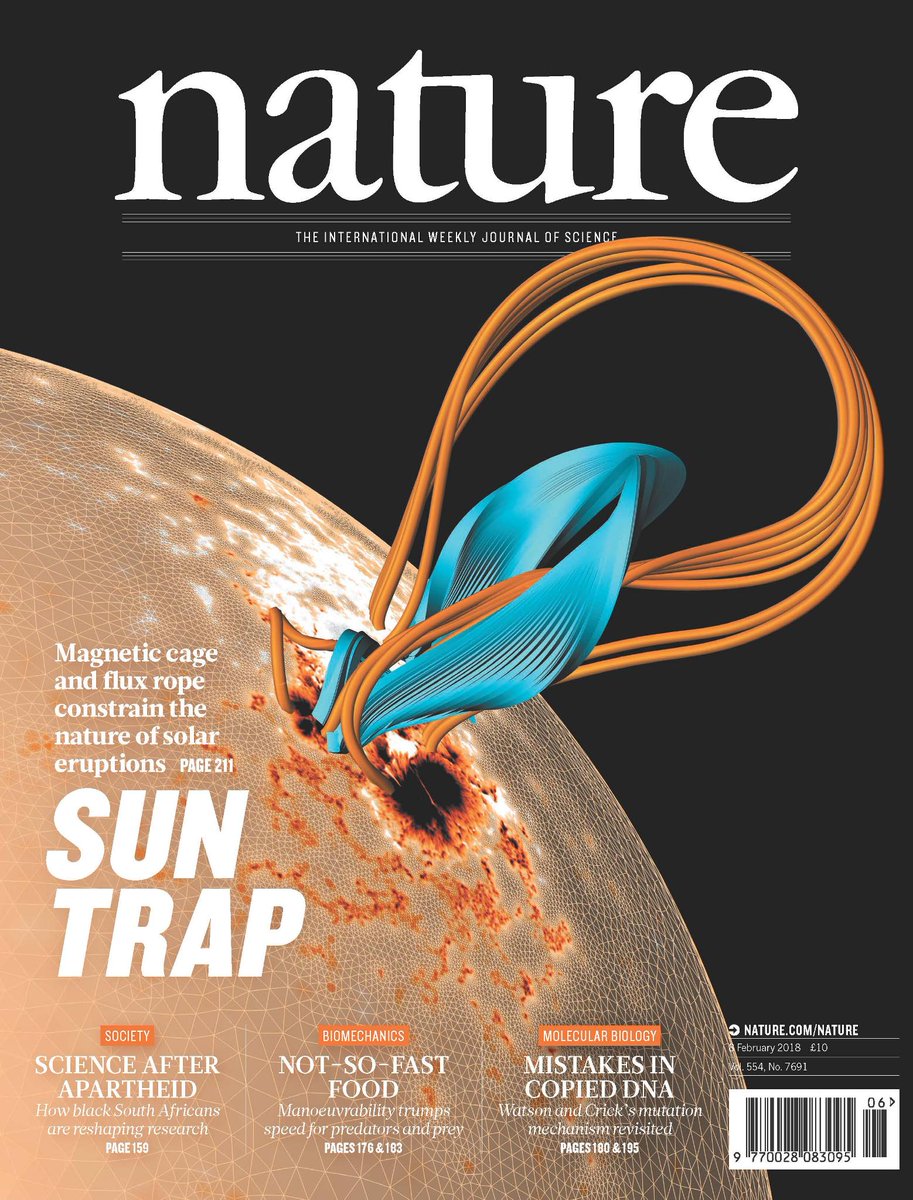 nature
THE INTERNATIONAL WEEKLY JOURNAL OF SCIENCE
Magnetic cage
and flux rope
constrain the
nature of solar
eruptions PAGE 211
SUN
TRAP
SOCIETY
SCIENCE AFTER
APARTHEID
How black South Africans
are reshaping research
PAGE 159
BIOMECHANICS
NOT-SO-FAST
FOOD
Manoeuvrability trumps
speed for predators and prey
PAGES 176 & 183
MOLECULAR BIOLOGY
MISTAKES IN
COPIED DNA
Watson and Crick's mutation
mechanism revisited
PAGES 180 & 195
NATURE.COM/NATURE
8 February 2018 £10
Vol. 554, No. 7691
06>
9 770028 083095